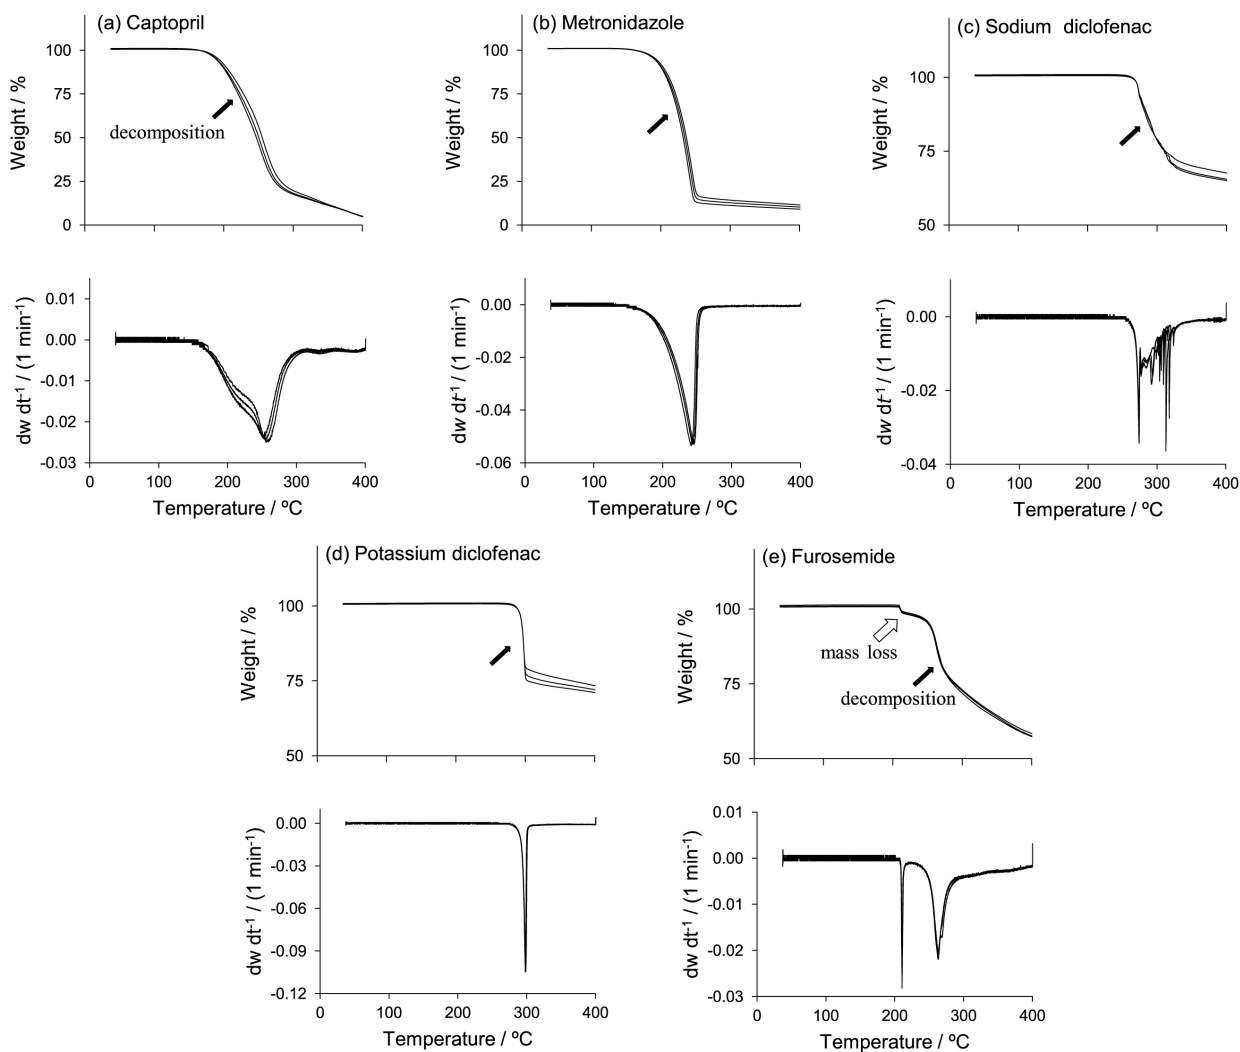 (a) Captopril
100
75
50
25
0
Weight / %
decomposition
0.01
0.00
-0.01
-0.02
-0.03
dw dt-1 / (1 min-1)
0 100 200 300 400
Temperature / ºC
(b) Metronidazole
100
75
50
25
0
Weight / %
0.00
-0.02
-0.04
-0.06
dw dt-1 / (1 min-1)
0 100 200 300 400
Temperature / ºC
(c) Sodium diclofenac
100
75
50
Weight / %
0.00
-0.02
-0.04
dw dt-1 / (1 min-1)
0 100 200 300 400
Temperature / ºC
(d) Potassium diclofenac
100
75
50
Weight / %
0.00
-0.03
-0.06
-0.09
-0.12
dw dt-1 / (1 min-1)
0 100 200 300 400
Temperature / ºC
(e) Furosemide
100
75
50
Weight / %
mass loss
decomposition
0.01
0.00
-0.01
-0.02
-0.03
dw dt-1 / (1 min-1)
0 100 200 300 400
Temperature / ºC